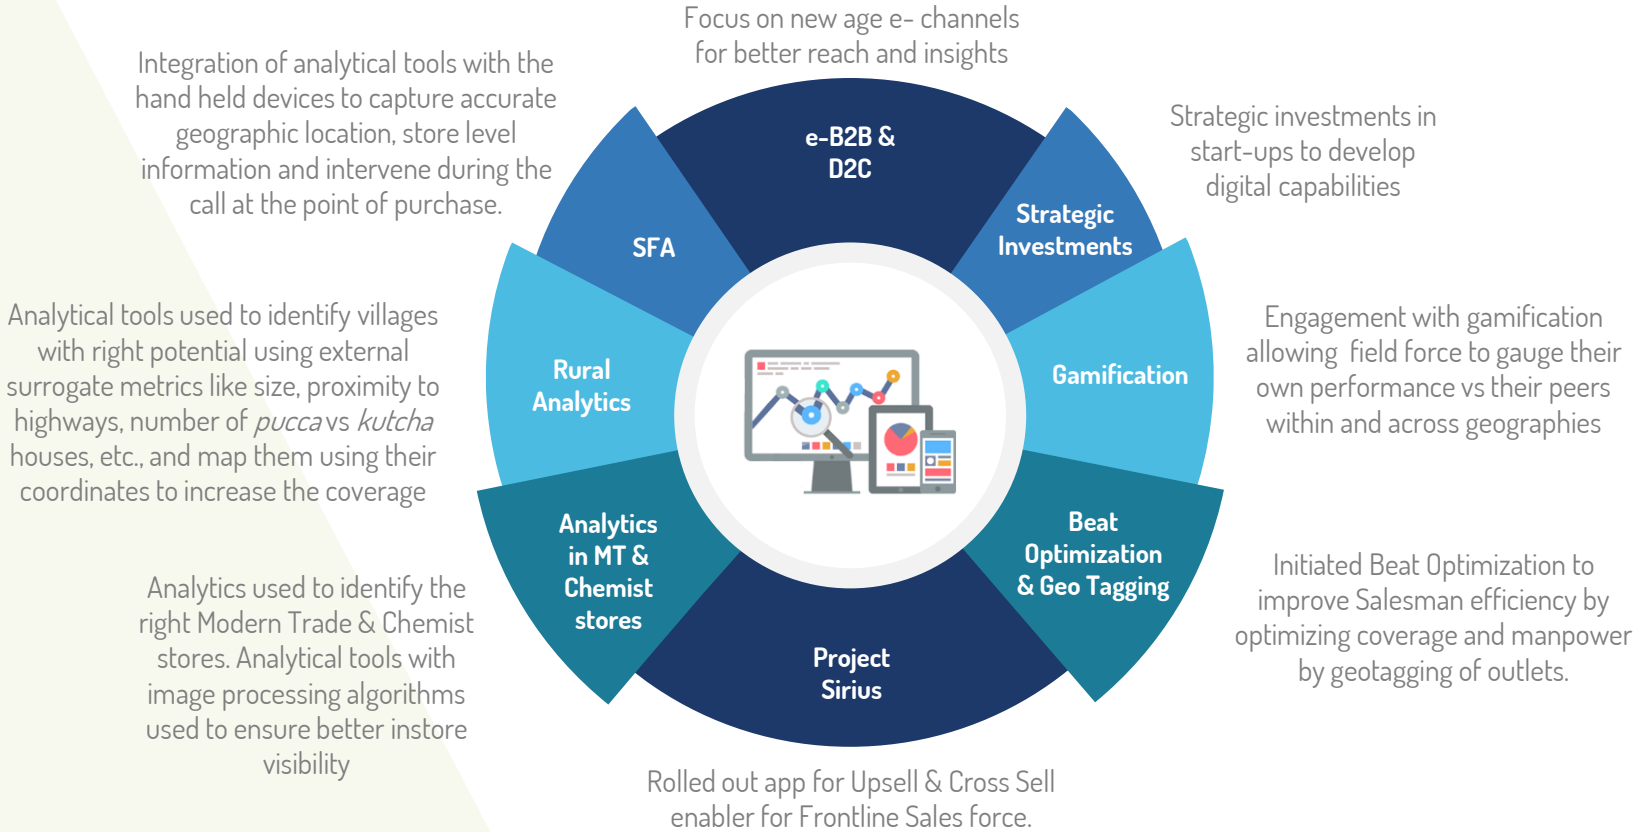 Focus on new age e- channels
for better reach and insights
e-B2B &
D2C
Strategic investments in
start-ups to develop
digital capabilities
Strategic
Investments
Engagement with gamification
allowing field force to gauge their
own performance vs their peers
within and across geographies
Gamification
Initiated Beat Optimization to
improve Salesman efficiency by
optimizing coverage and manpower
by geotagging of outlets.
Beat
Optimization
& Geo Tagging
Project
Sirius
Rolled out app for Upsell & Cross Sell
enabler for Frontline Sales force.
Analytics
in MT &
Chemist
stores
Analytics used to identify the
right Modern Trade & Chemist
stores. Analytical tools with
image processing algorithms
used to ensure better instore
visibility
Rural
Analytics
Analytical tools used to identify villages
with right potential using external
surrogate metrics like size, proximity to
highways, number of pucca vs kutcha
houses, etc., and map them using their
coordinates to increase the coverage
SFA
Integration of analytical tools with the
hand held devices to capture accurate
geographic location, store level
information and intervene during the
call at the point of purchase.